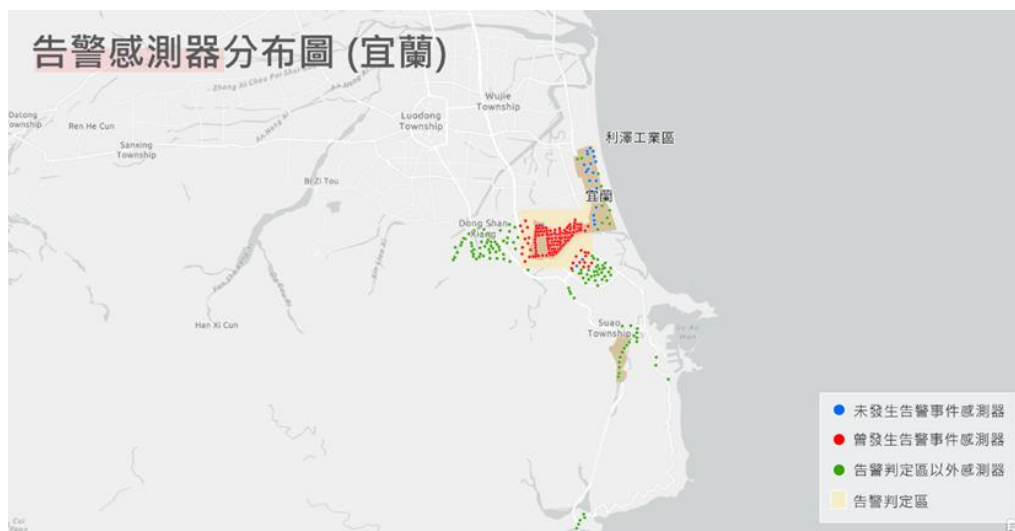 告警感測器分布圖 (宜蘭)
Wujie
Township
Luodong
Township
Datong
Township
Ren He Cun
Sanxing
Township
利澤工業區
Bi Zi Tou
宜蘭
Dong Shan
Xiang
Han Xi Cun
Suao
Township
Su Ao
Wan
未發生告警事件感測器
曾發生告警事件感測器
告警判定區以外感測器
告警判定區